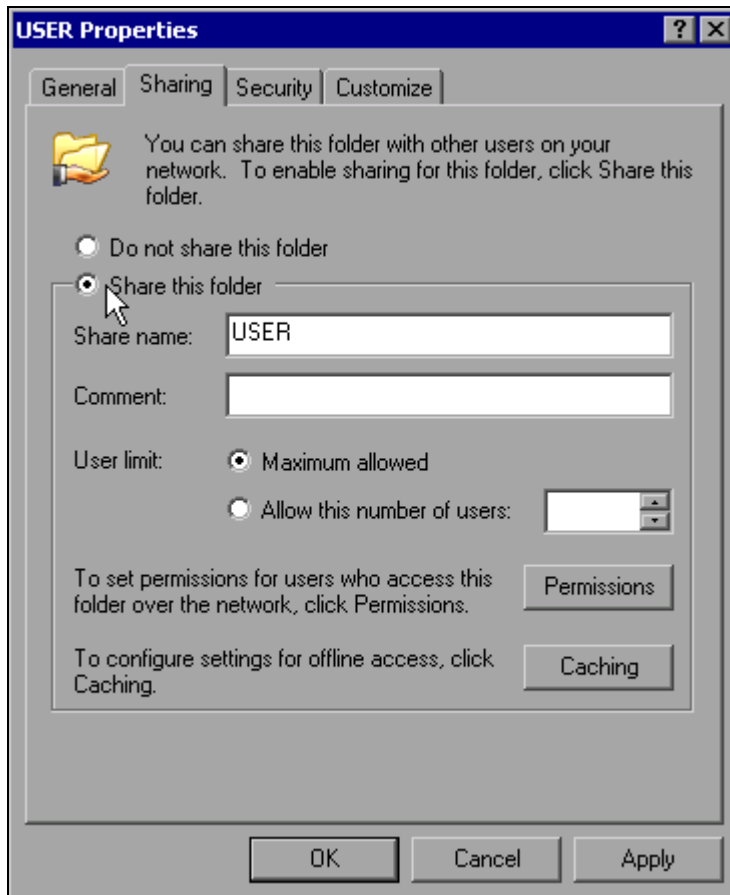 USER Properties
General Sharing Security Customize
You can share this folder with other users on your
network. To enable sharing for this folder, click Share this
folder.
Do not share this folder
Share this folder
Share name: USER
Comment:
User limit: Maximum allowed
Allow this number of users:
To set permissions for users who access this
folder over the network, click Permissions.
Permissions
To configure settings for offline access, click
Caching.
Caching
OK Cancel Apply